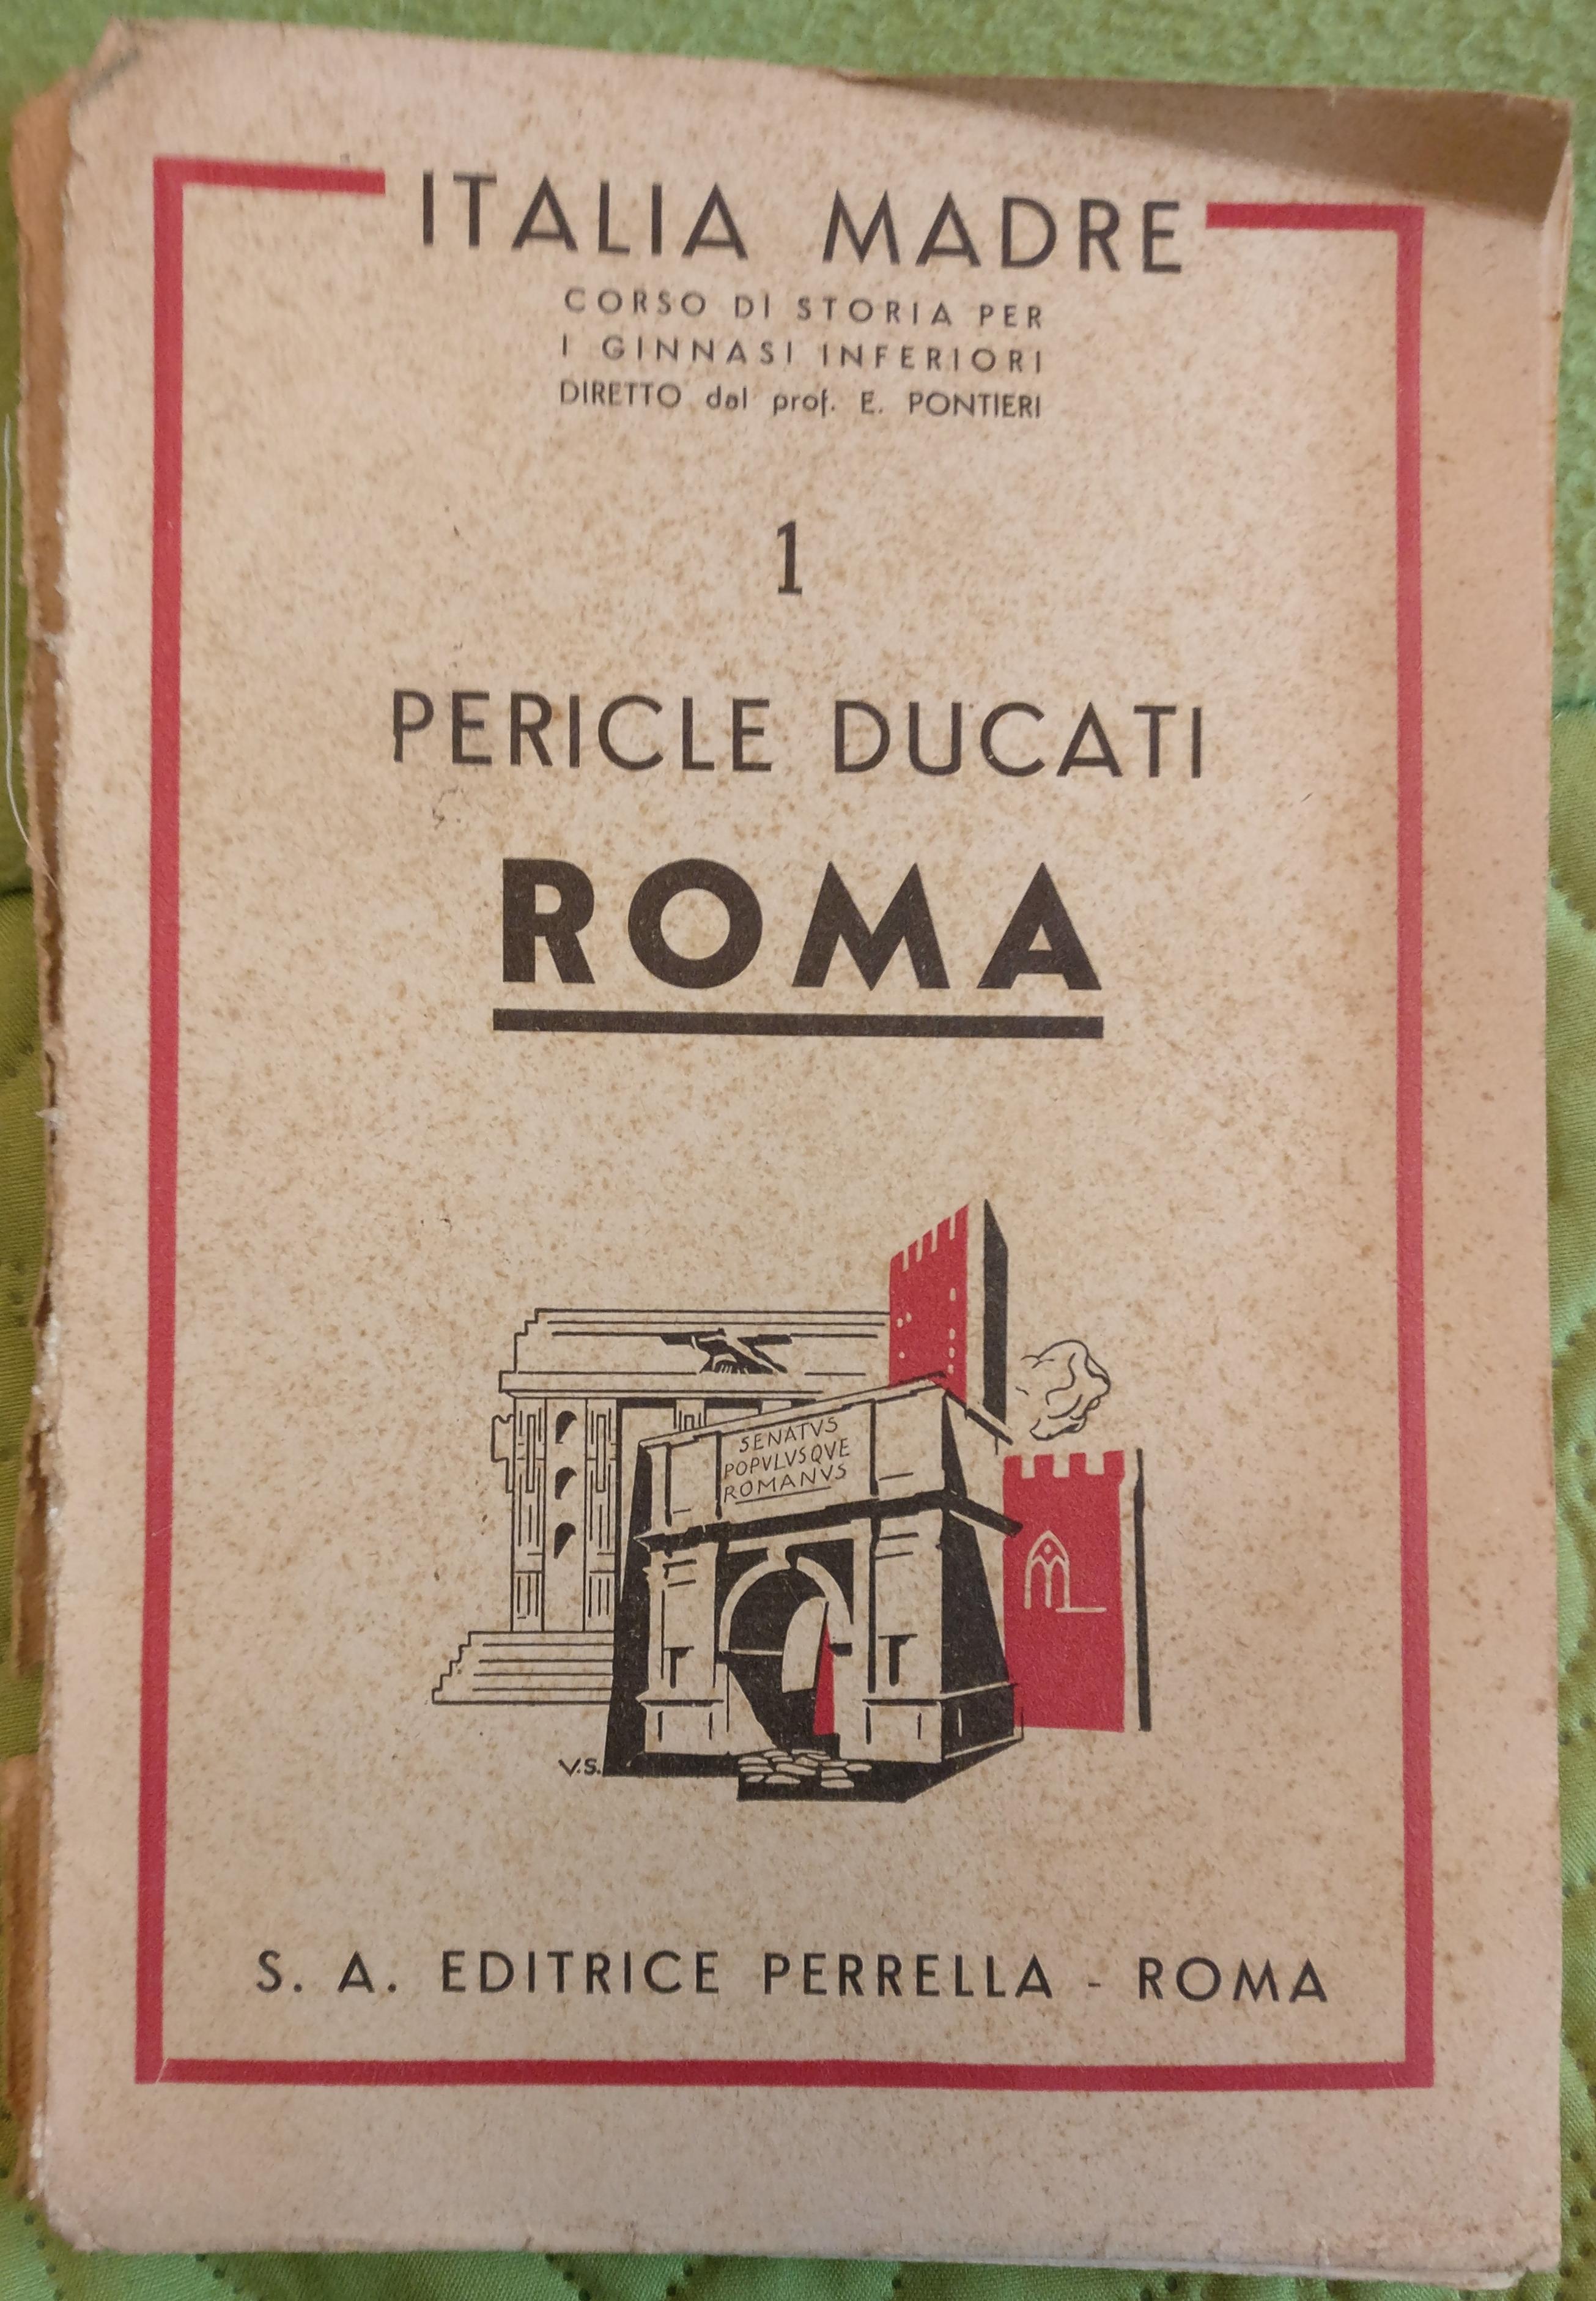 ITALIA MADRE
CORSO DI STORIA PER
I GINNASI INFERIORI
DIRETTO dal prof. E. PONTIERI
1
PERICLE DUCATI
ROMA
SENATVS
POPVLVSQVE
ROMANVS
V.S.
S. A. EDITRICE PERRELLA - ROMA